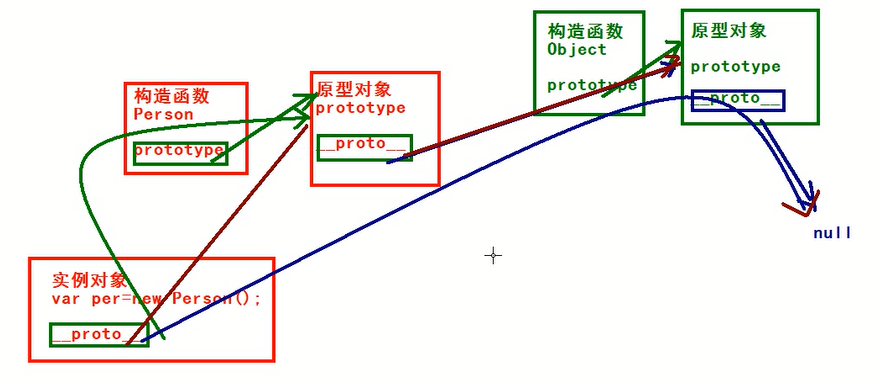 构造函数
Person
prototype
原型对象
prototype
__proto__
构造函数
Object
prototype
原型对象
prototype
__proto__
null
实例对象
var per=new Person();
__proto__